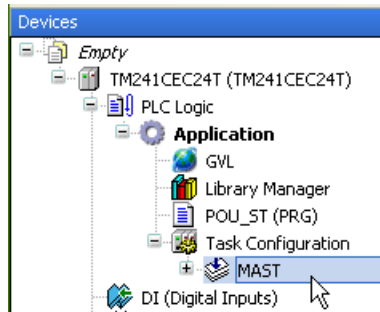 Devices
Empty
TM241CEC24T (TM241CEC24T)
PLC Logic
Application
GVL
Library Manager
POU_ST (PRG)
Task Configuration
MAST
DI (Digital Inputs)